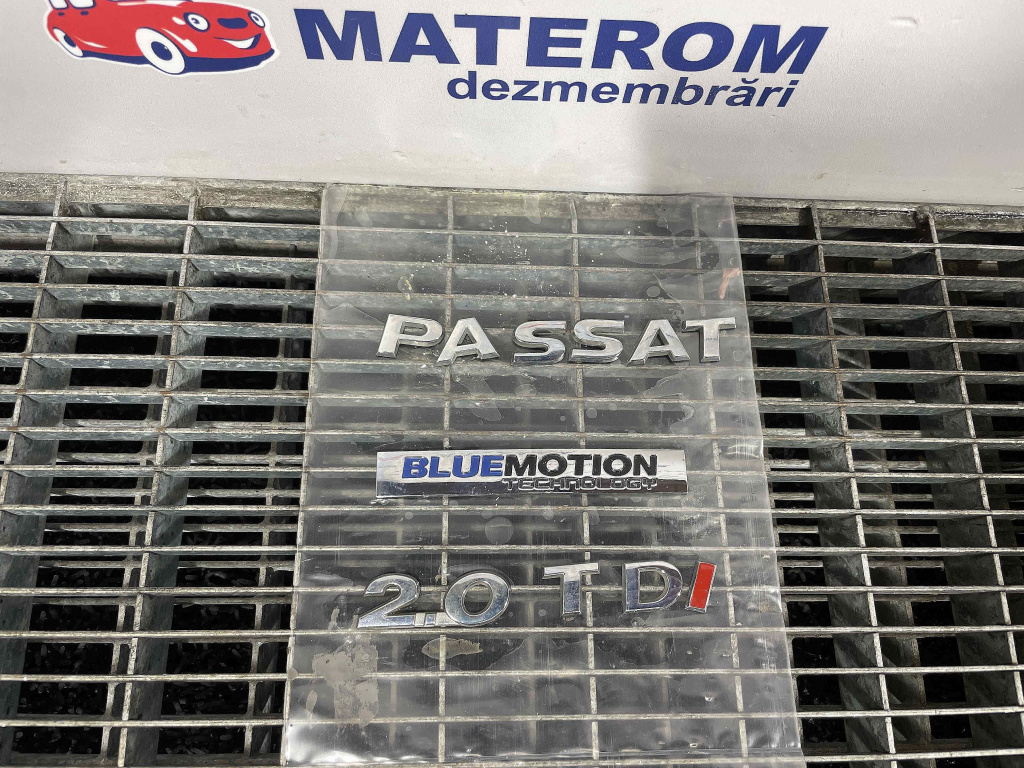 MATEROM
dezmembrări
PASSAT
BLUEMOTION
TECHNOLOGY
2.0 TDI